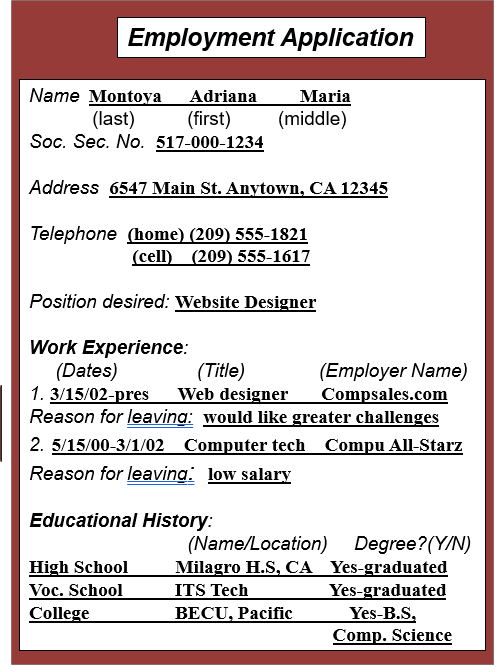 Employment Application
Name Montoya Adriana Maria
(last) (first) (middle)
Soc. Sec. No. 517-000-1234
Address 6547 Main St. Anytown, CA 12345
Telephone (home) (209) 555-1821
(cell) (209) 555-1617
Position desired: Website Designer
Work Experience:
(Dates) (Title) (Employer Name)
1. 3/15/02-pres Web designer Compsales.com
Reason for leaving: would like greater challenges
2. 5/15/00-3/1/02 Computer tech Compu All-Starz
Reason for leaving: low salary
Educational History:
(Name/Location) Degree?(Y/N)
High School Milagro H.S, CA Yes-graduated
Voc. School ITS Tech Yes-graduated
College BECU, Pacific Yes-B.S,
Comp. Science